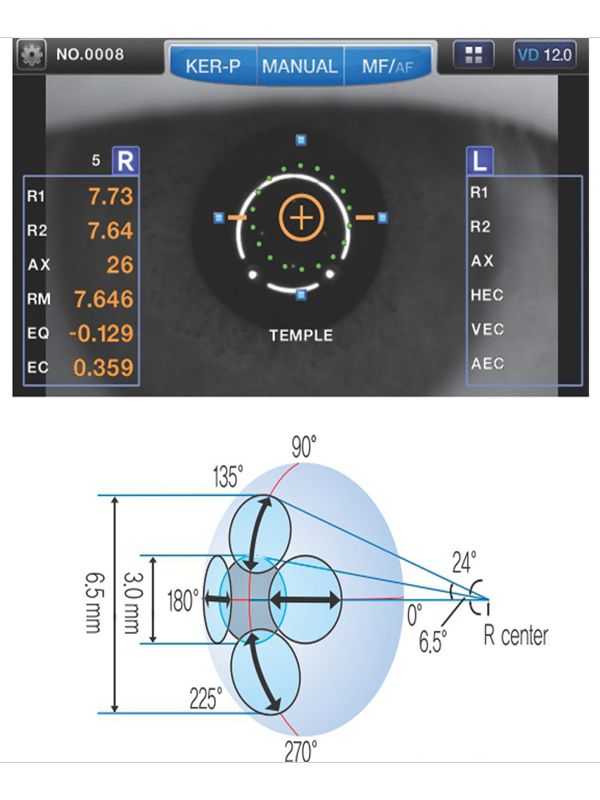 NO.0008
KER-P MANUAL MF/AF
VD 12.0
5 R
R1 7.73
R2 7.64
AX 26
RM 7.646
EQ -0.129
EC 0.359
TEMPLE
L
R1
R2
AX
HEC
VEC
AEC
90°
135°
24°
6.5 mm
3.0 mm
180°
0°
6.5°
R center
225°
270°